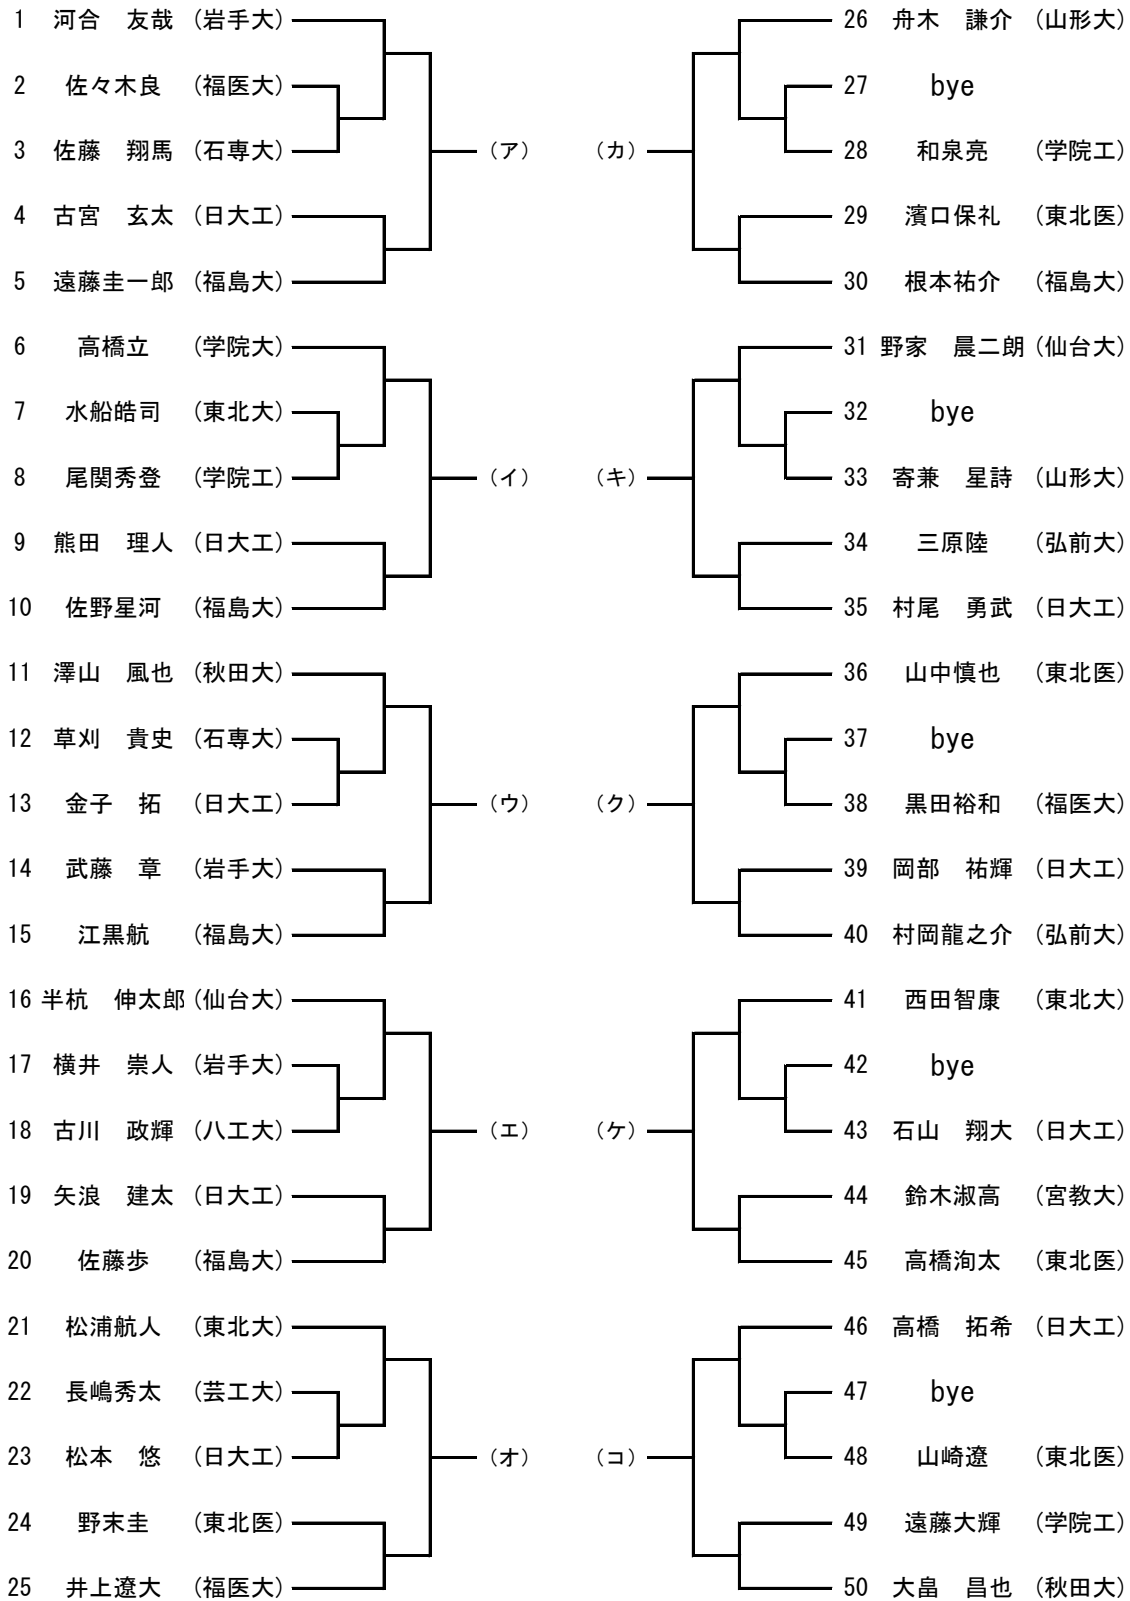 1 河合　友哉 (岩手大)
2 佐々木良 (福医大)
3 佐藤　翔馬 (石専大)
(ア)
4 古宮　玄太 (日大工)
5 遠藤圭一郎 (福島大)
6 高橋立 (学院大)
7 水船皓司 (東北大)
8 尾関秀登 (学院工)
(イ)
9 熊田　理人 (日大工)
10 佐野星河 (福島大)
11 澤山　風也 (秋田大)
12 草刈　貴史 (石専大)
13 金子　拓 (日大工)
(ウ)
14 武藤　章 (岩手大)
15 江黒航 (福島大)
16 半杭　伸太郎 (仙台大)
17 横井　崇人 (岩手大)
18 古川　政輝 (八工大)
(エ)
19 矢浪　建太 (日大工)
20 佐藤歩 (福島大)
21 松浦航人 (東北大)
22 長嶋秀太 (芸工大)
23 松本　悠 (日大工)
(オ)
24 野末圭 (東北医)
25 井上遼大 (福医大)
26 舟木　謙介 (山形大)
27 bye
(カ)
28 和泉亮 (学院工)
29 濱口保礼 (東北医)
30 根本祐介 (福島大)
31 野家　晨二朗 (仙台大)
32 bye
(キ)
33 寄兼　星詩 (山形大)
34 三原陸 (弘前大)
35 村尾　勇武 (日大工)
36 山中慎也 (東北医)
37 bye
(ク)
38 黒田裕和 (福医大)
39 岡部　祐輝 (日大工)
40 村岡龍之介 (弘前大)
41 西田智康 (東北大)
42 bye
(ケ)
43 石山　翔大 (日大工)
44 鈴木淑高 (宮教大)
45 高橋洵太 (東北医)
46 高橋　拓希 (日大工)
47 bye
(コ)
48 山崎遼 (東北医)
49 遠藤大輝 (学院工)
50 大畠　昌也 (秋田大)